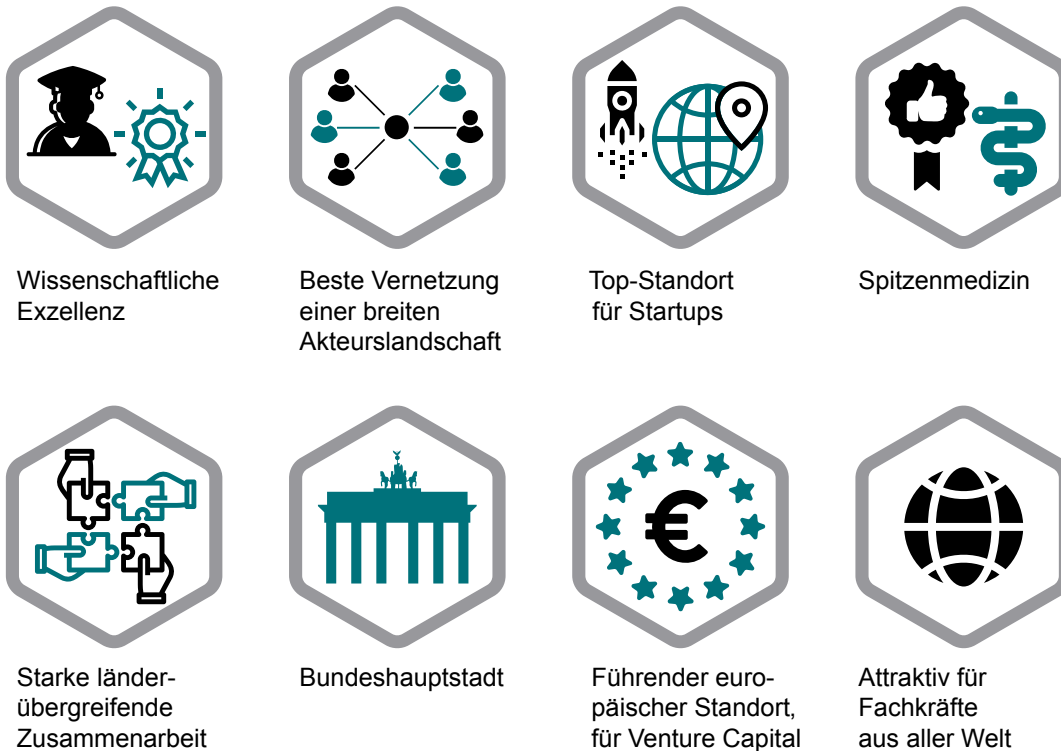 Wissenschaftliche
Exzellenz
Beste Vernetzung
einer breiten
Akteurslandschaft
Top-Standort
für Startups
Spitzenmedizin
Starke länder-
übergreifende
Zusammenarbeit
Bundeshauptstadt
Führender euro-
päischer Standort,
für Venture Capital
Attraktiv für
Fachkräfte
aus aller Welt